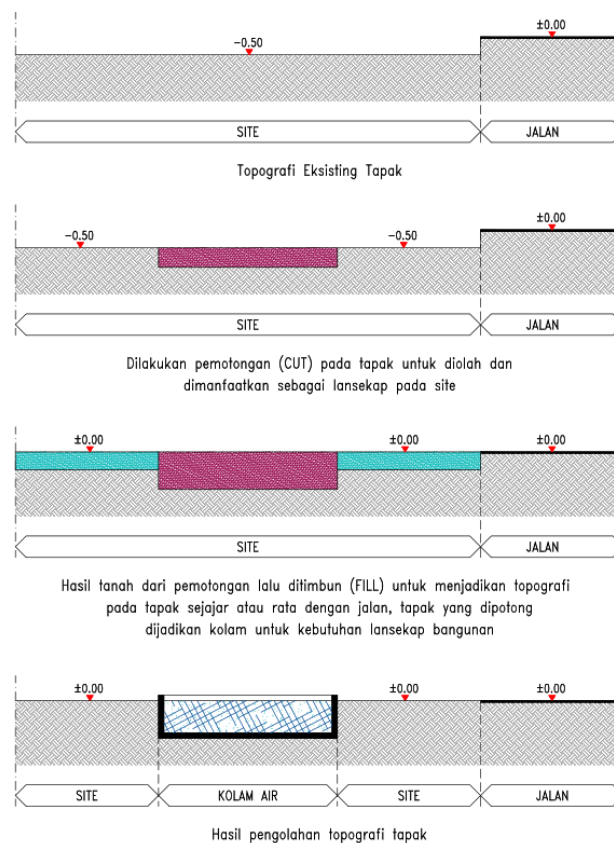 ±0.00
-0.50
SITE JALAN
Topografi Eksisting Tapak
±0.00
-0.50 -0.50
SITE JALAN
Dilakukan pemotongan (CUT) pada tapak untuk diolah dan
dimanfaatkan sebagai lansekap pada site
±0.00 ±0.00 ±0.00
SITE JALAN
Hasil tanah dari pemotongan lalu ditimbun (FILL) untuk menjadikan topografi
pada tapak sejajar atau rata dengan jalan, tapak yang dipotong
dijadikan kolam untuk kebutuhan lansekap bangunan
±0.00 ±0.00 ±0.00
SITE KOLAM AIR SITE JALAN
Hasil pengolahan topografi tapak